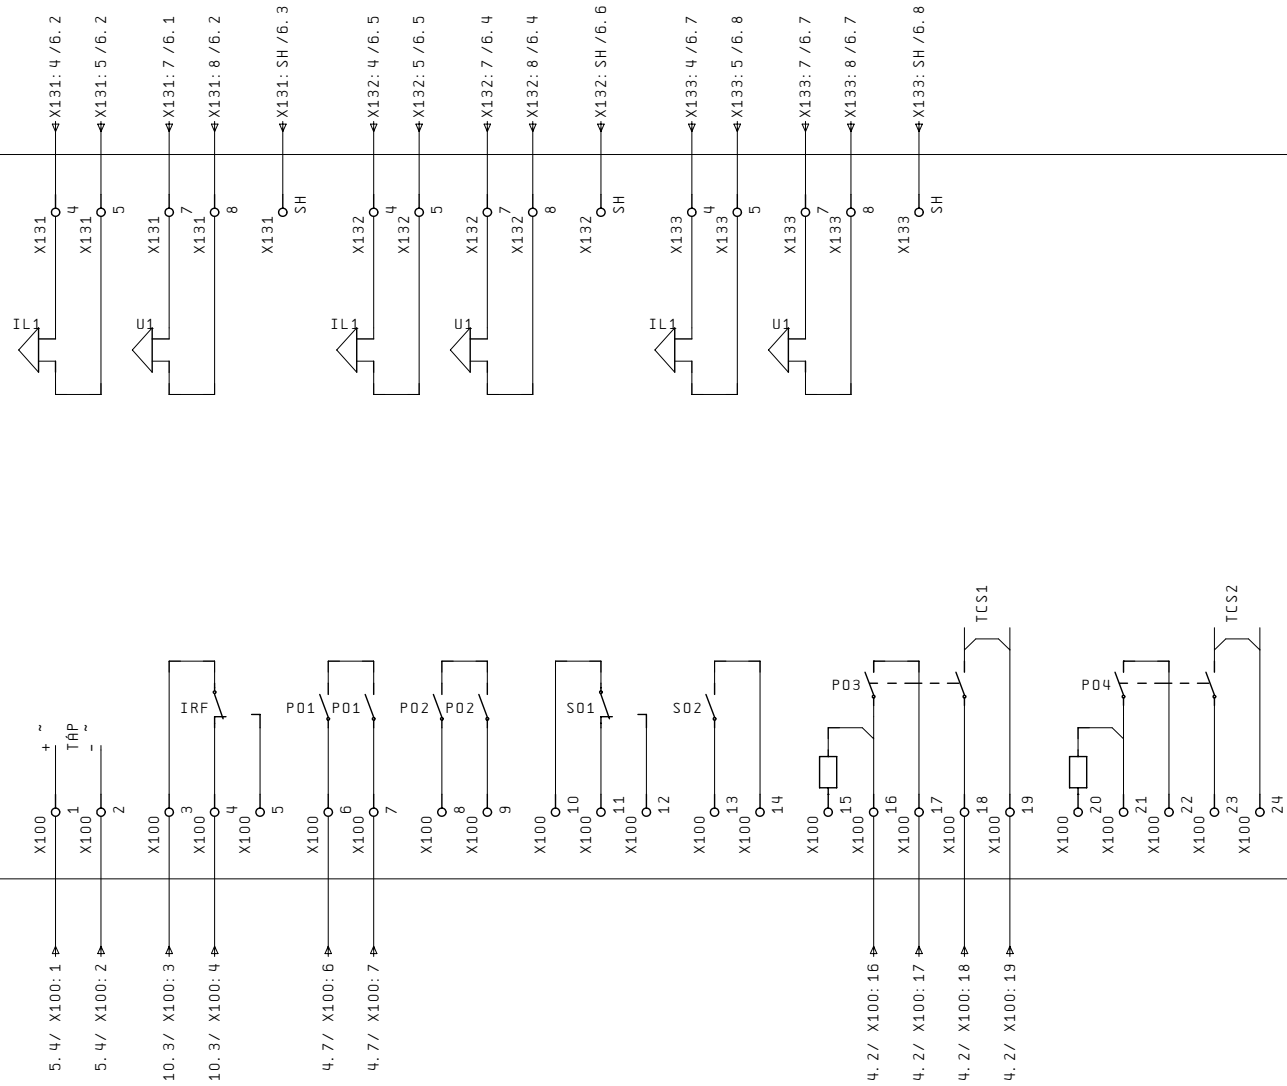 X131:4/6.2
X131:5/6.2
X131:7/6.1
X131:8/6.2
X131:SH/6.3
X132:4/6.5
X132:5/6.5
X132:7/6.4
X132:8/6.4
X132:SH/6.6
X133:4/6.7
X133:5/6.8
X133:7/6.7
X133:8/6.7
X133:SH/6.8
X131 4
X131 5
X131 7
X131 8
X131 SH
X132 4
X132 5
X132 7
X132 8
X132 SH
X133 4
X133 5
X133 7
X133 8
X133 SH
IL1
U1
IL1
U1
IL1
U1
TCS1
TCS2
PO3
PO4
IRF
PO1
PO1
PO2
PO2
SO1
SO2
+ ~
TÁP
- ~
X100 1
X100 2
X100 3
X100 4
X100 5
X100 6
X100 7
X100 8
X100 9
X100 10
X100 11
X100 12
X100 13
X100 14
X100 15
X100 16
X100 17
X100 18
X100 19
X100 20
X100 21
X100 22
X100 23
X100 24
5.4/ X100:1
5.4/ X100:2
10.3/ X100:3
10.3/ X100:4
4.7/ X100:6
4.7/ X100:7
4.2/ X100:16
4.2/ X100:17
4.2/ X100:18
4.2/ X100:19